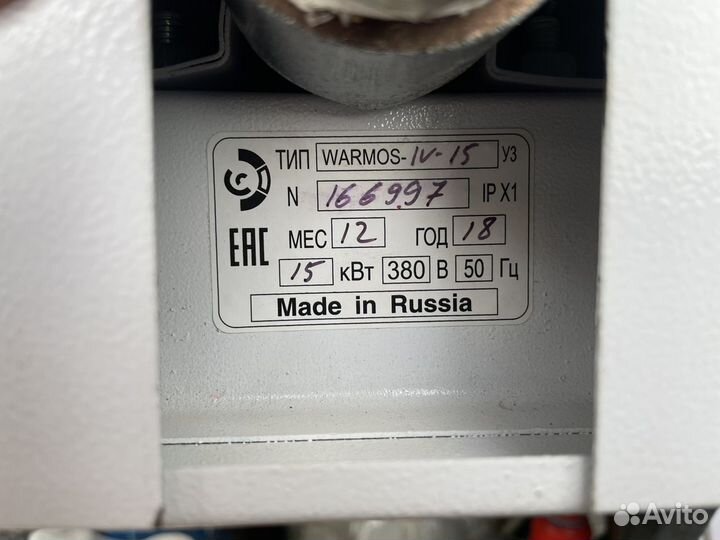 ТИП WARMOS-IV-15 У3
N 166997 IP X1
МЕС 12 ГОД 18
EAC
15 кВт 380 В 50 Гц
Made in Russia
Avito